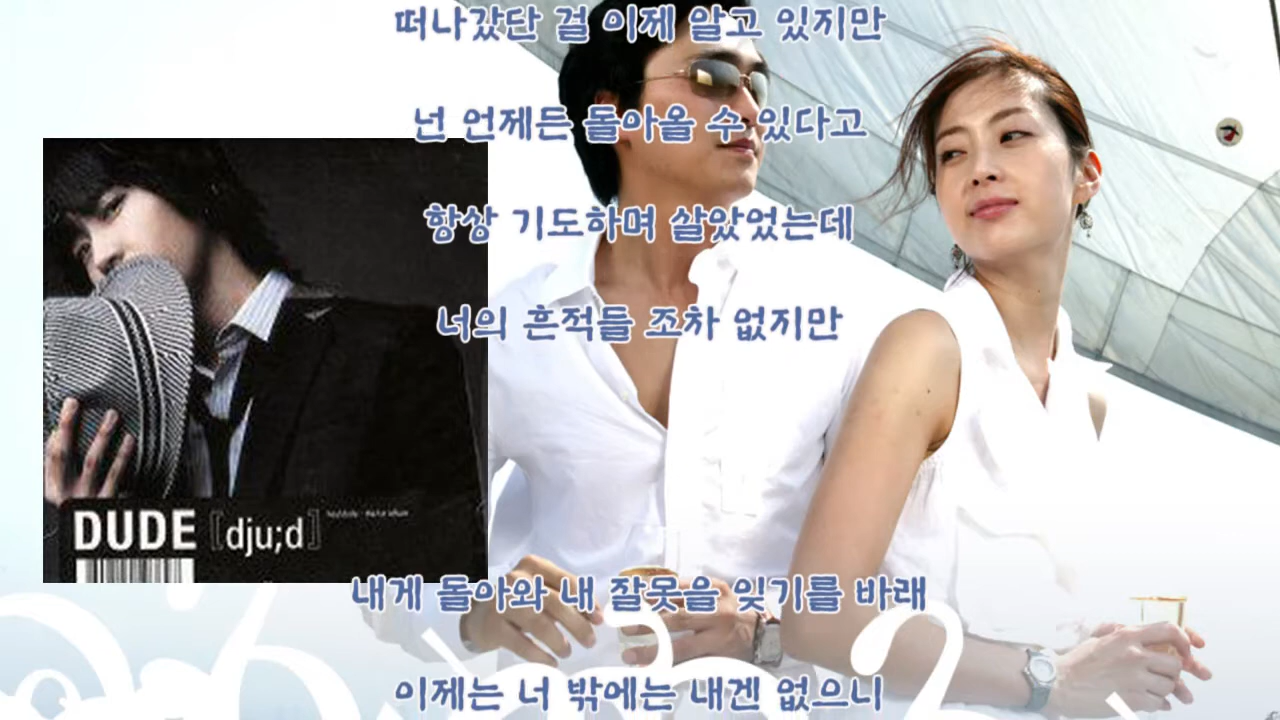 떠나갔단 걸 이제 알고 있지만
넌 언제든 돌아올 수 있다고
항상 기도하며 살았었는데
너의 흔적들 조차 없지만
DUDE [dju;d]
내게 돌아와 내 잘못을 잊기를 바래
이제는 너 밖에는 내겐 없으니